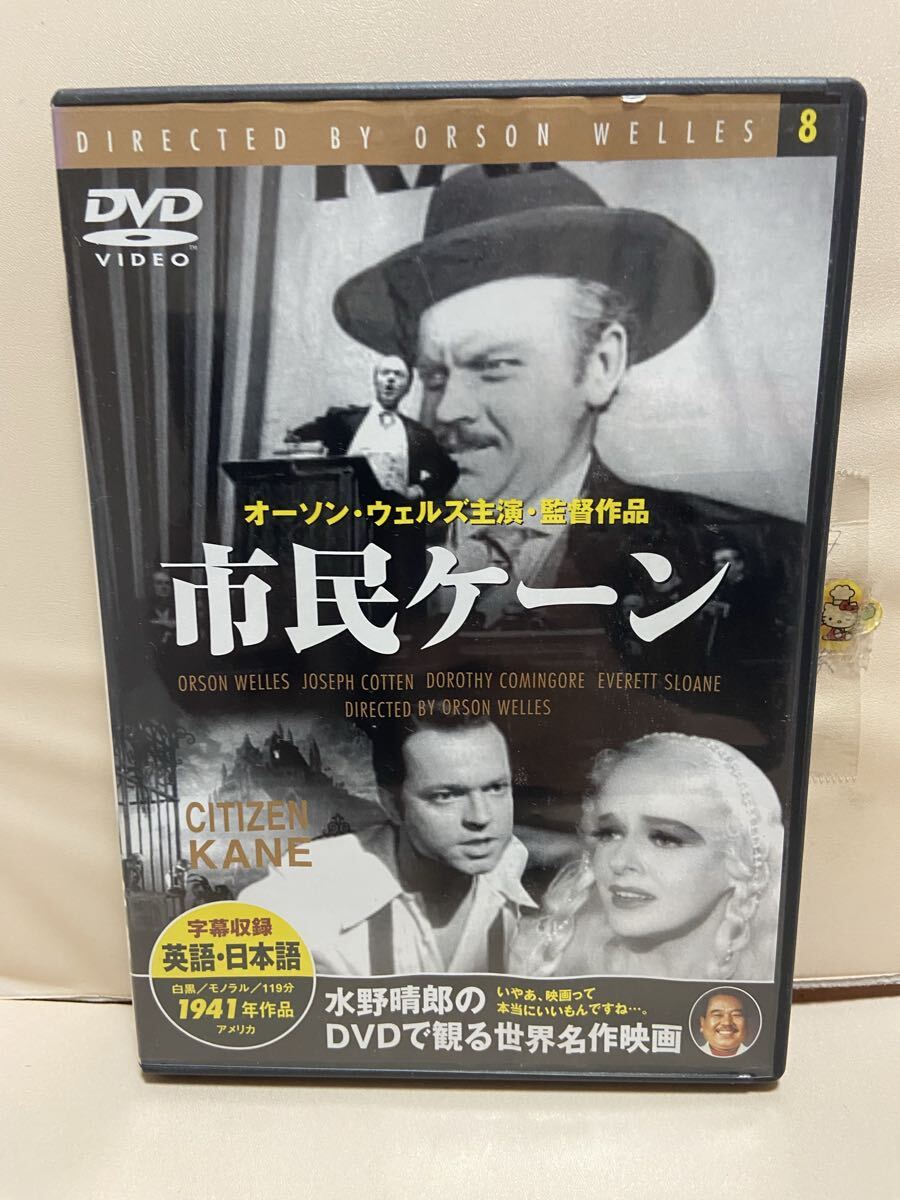 DIRECTED BY ORSON WELLES 8
DVD
VIDEO
オーソン・ウェルズ主演・監督作品
市民ケーン
ORSON WELLES JOSEPH COTTEN DOROTHY COMINGORE EVERETT SLOANE
DIRECTED BY ORSON WELLES
CITIZEN
KANE
字幕収録
英語・日本語
白黒/モノラル/119分
1941年作品
アメリカ
水野晴郎の
いやあ、映画って
本当にいいもんですね…。
DVDで観る世界名作映画